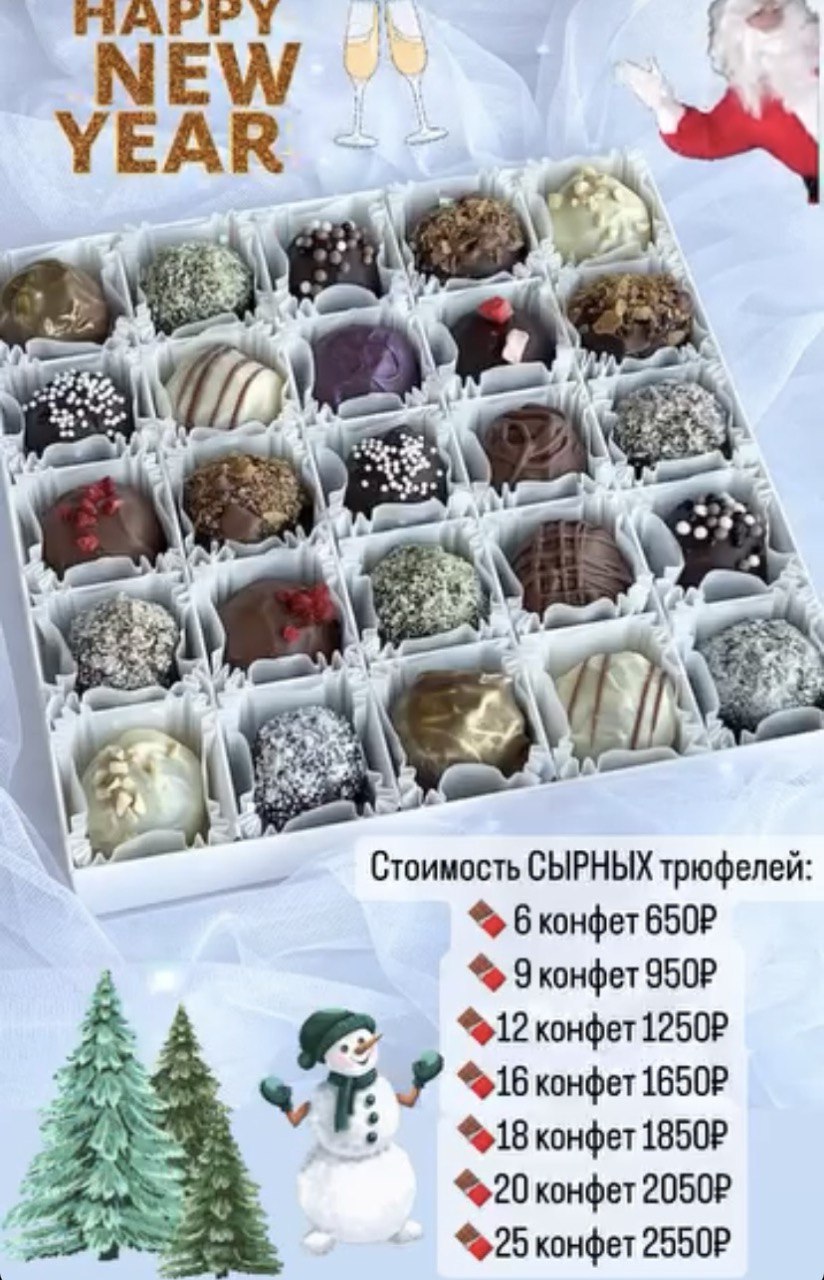 HAPPY
NEW
YEAR
Стоимость СЫРНЫХ трюфелей:
6 конфет 650₽
9 конфет 950₽
12 конфет 1250₽
16 конфет 1650₽
18 конфет 1850₽
20 конфет 2050₽
25 конфет 2550₽